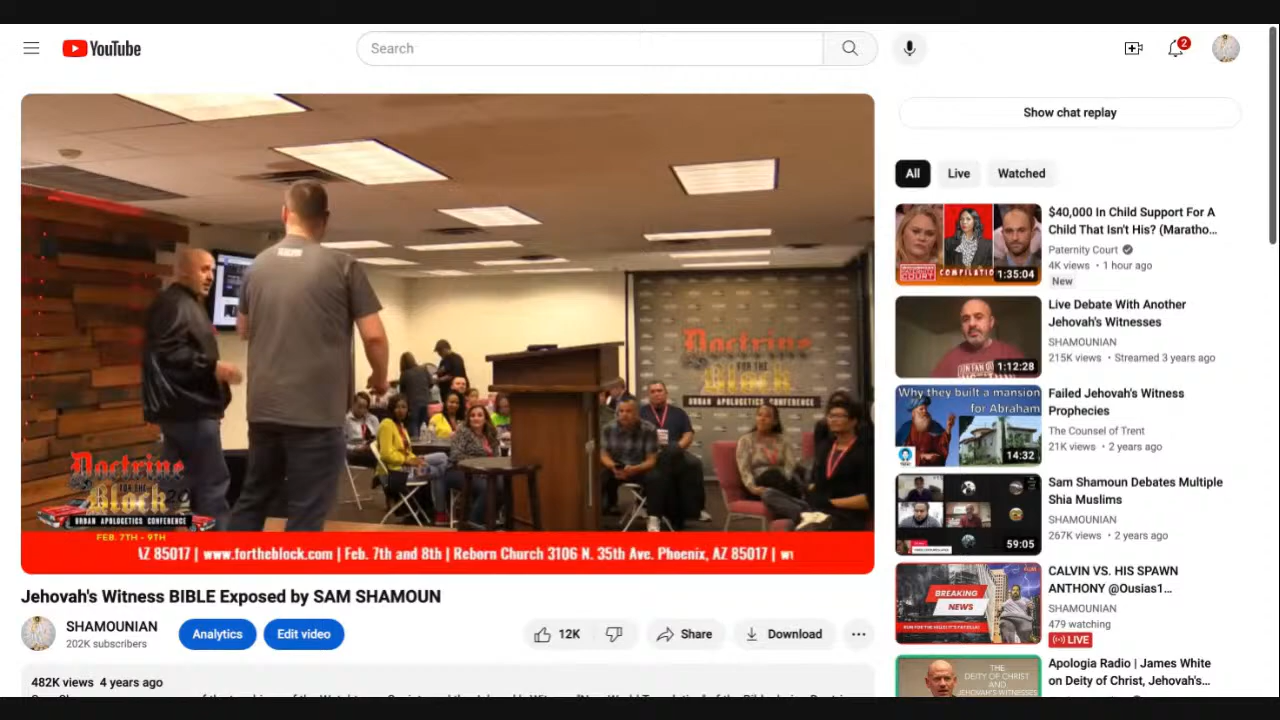 YouTube
Search
2
Show chat replay
All
Live
Watched
Doctrine
FOR THE
Block
URBAN APOLOGETICS CONFERENCE
Doctrine
FOR THE
Block 20
URBAN APOLOGETICS CONFERENCE
FEB. 7TH - 9TH
AZ 85017 | www.fortheblock.com | Feb. 7th and 8th | Reborn Church 3106 N. 35th Ave. Phoenix, AZ 85017 |
Jehovah's Witness BIBLE Exposed by SAM SHAMOUN
SHAMOUNIAN
202K subscribers
Analytics
Edit video
12K
Share
Download
482K views 4 years ago
COMPILATIO
1:35:04
$40,000 In Child Support For A
Child That Isn't His? (Maratho...
Paternity Court
4K views • 1 hour ago
New
1:12:28
Live Debate With Another
Jehovah's Witnesses
SHAMOUNIAN
215K views • Streamed 3 years ago
Why they built a mansion
for Abraham
14:32
Failed Jehovah's Witness
Prophecies
The Counsel of Trent
21K views • 2 years ago
59:05
Sam Shamoun Debates Multiple
Shia Muslims
SHAMOUNIAN
267K views • 2 years ago
BREAKING
NEWS
CALVIN VS. HIS SPAWN
ANTHONY @Ousias1...
SHAMOUNIAN
479 watching
LIVE
THE
DEITY OF CHRIST
AND
JEHOVAH'S WITNESSES
Apologia Radio | James White
on Deity of Christ, Jehovah's...